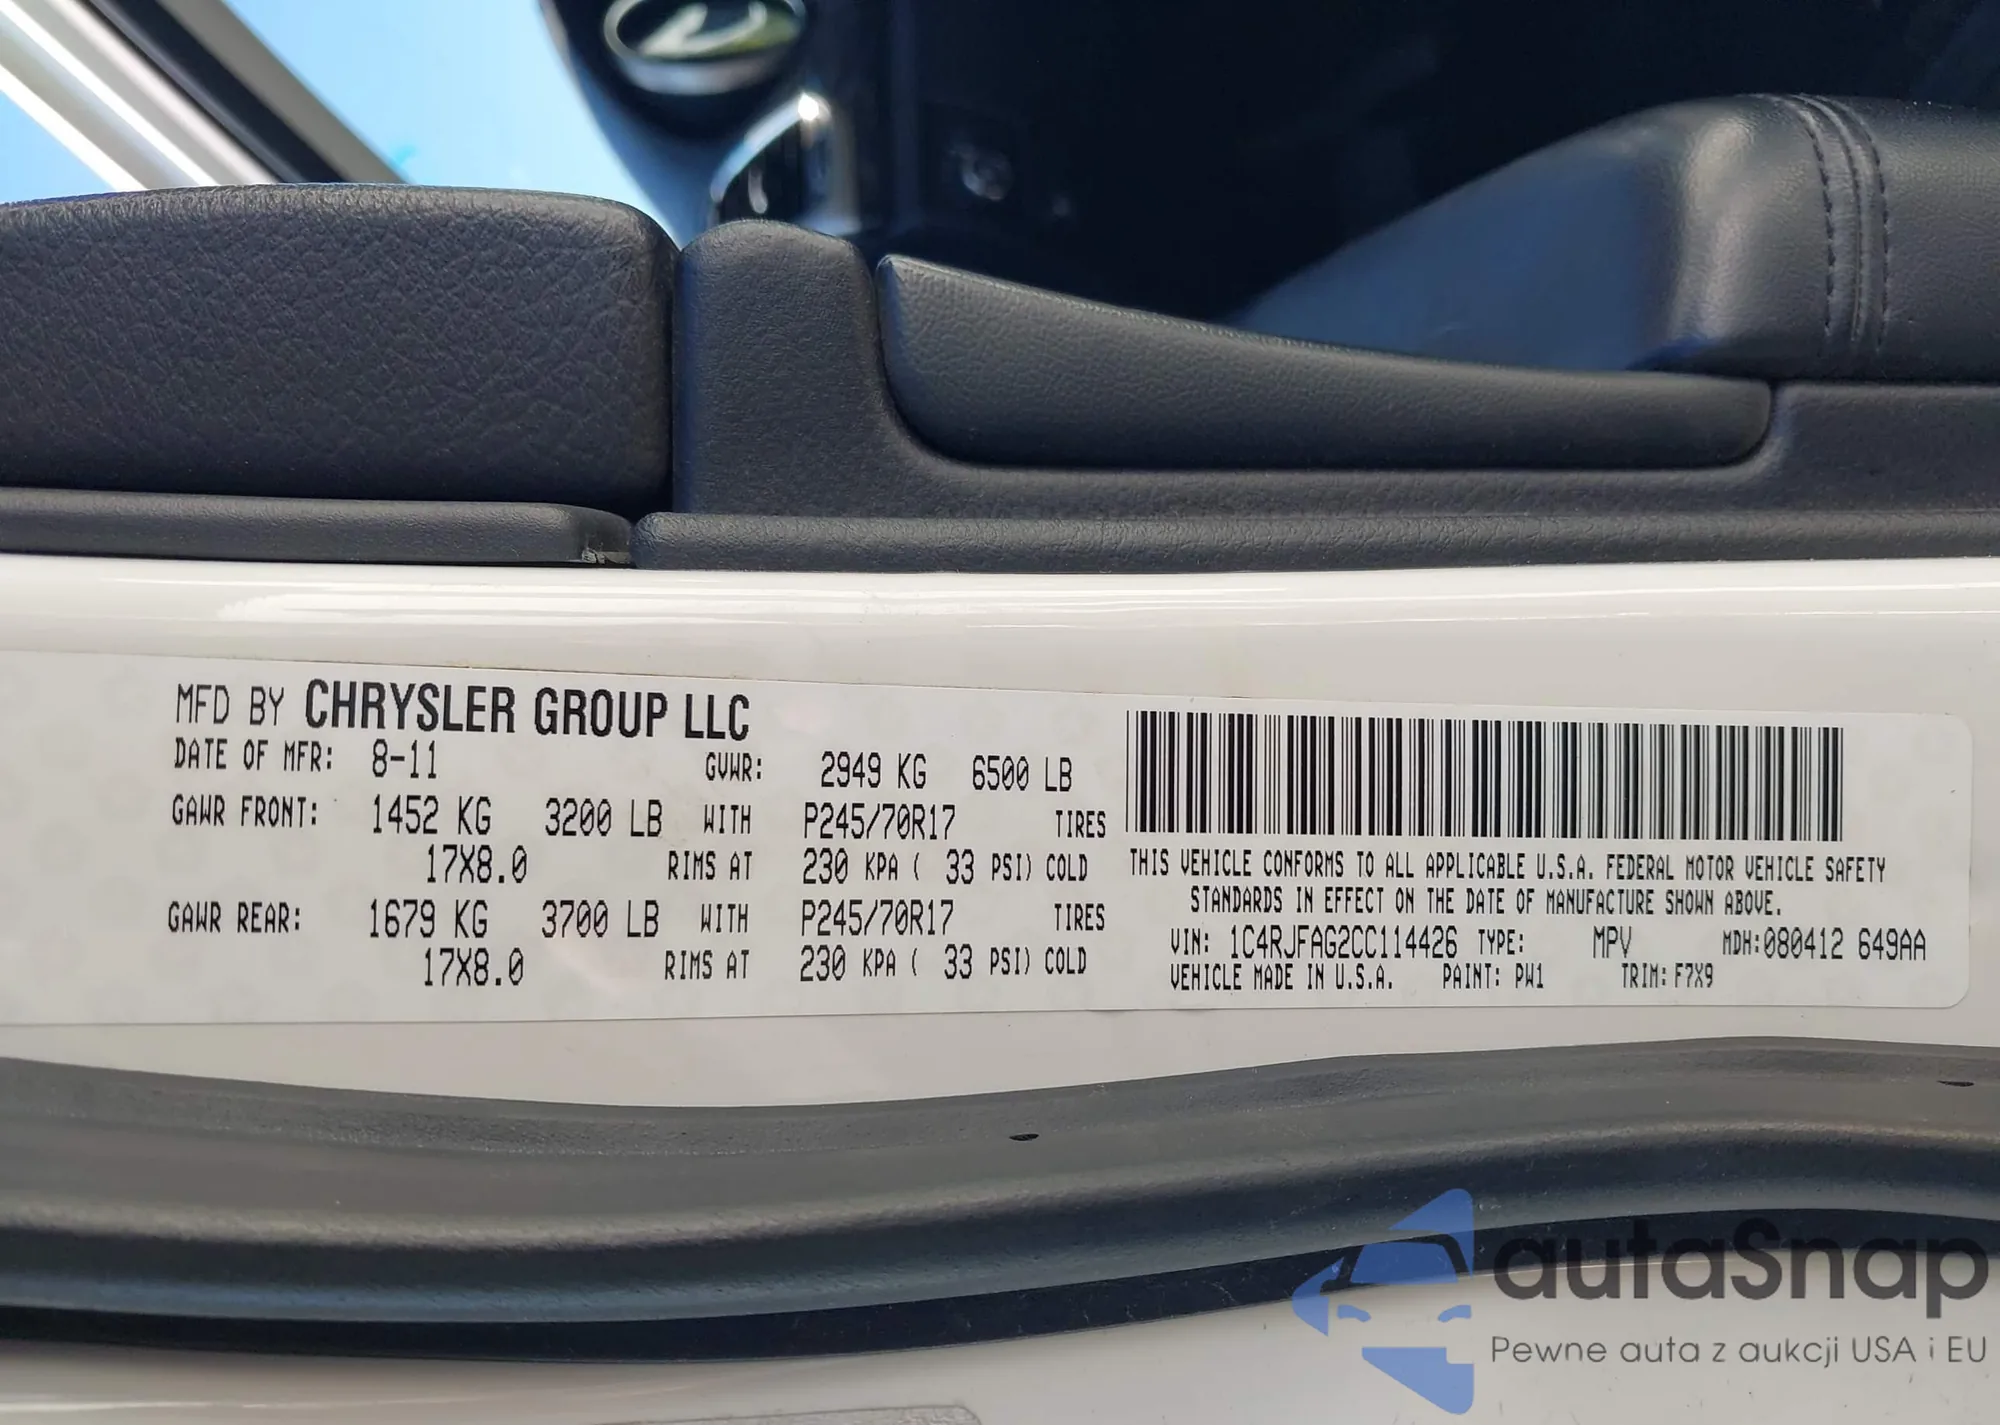 MFD BY CHRYSLER GROUP LLC
DATE OF MFR: 8-11 GVWR: 2949 KG 6500 LB
GAWR FRONT: 1452 KG 3200 LB WITH P245/70R17 TIRES
17X8.0 RIMS AT 230 KPA ( 33 PSI) COLD
GAWR REAR: 1679 KG 3700 LB WITH P245/70R17 TIRES
17X8.0 RIMS AT 230 KPA ( 33 PSI) COLD
THIS VEHICLE CONFORMS TO ALL APPLICABLE U.S.A. FEDERAL MOTOR VEHICLE SAFETY
STANDARDS IN EFFECT ON THE DATE OF MANUFACTURE SHOWN ABOVE.
VIN: 1C4RJFAG2CC114426 TYPE: MPV MDH:080412 649AA
VEHICLE MADE IN U.S.A. PAINT: PW1 TRIM: F7X9
autoSnap
Pewne auta z aukcji USA i EU